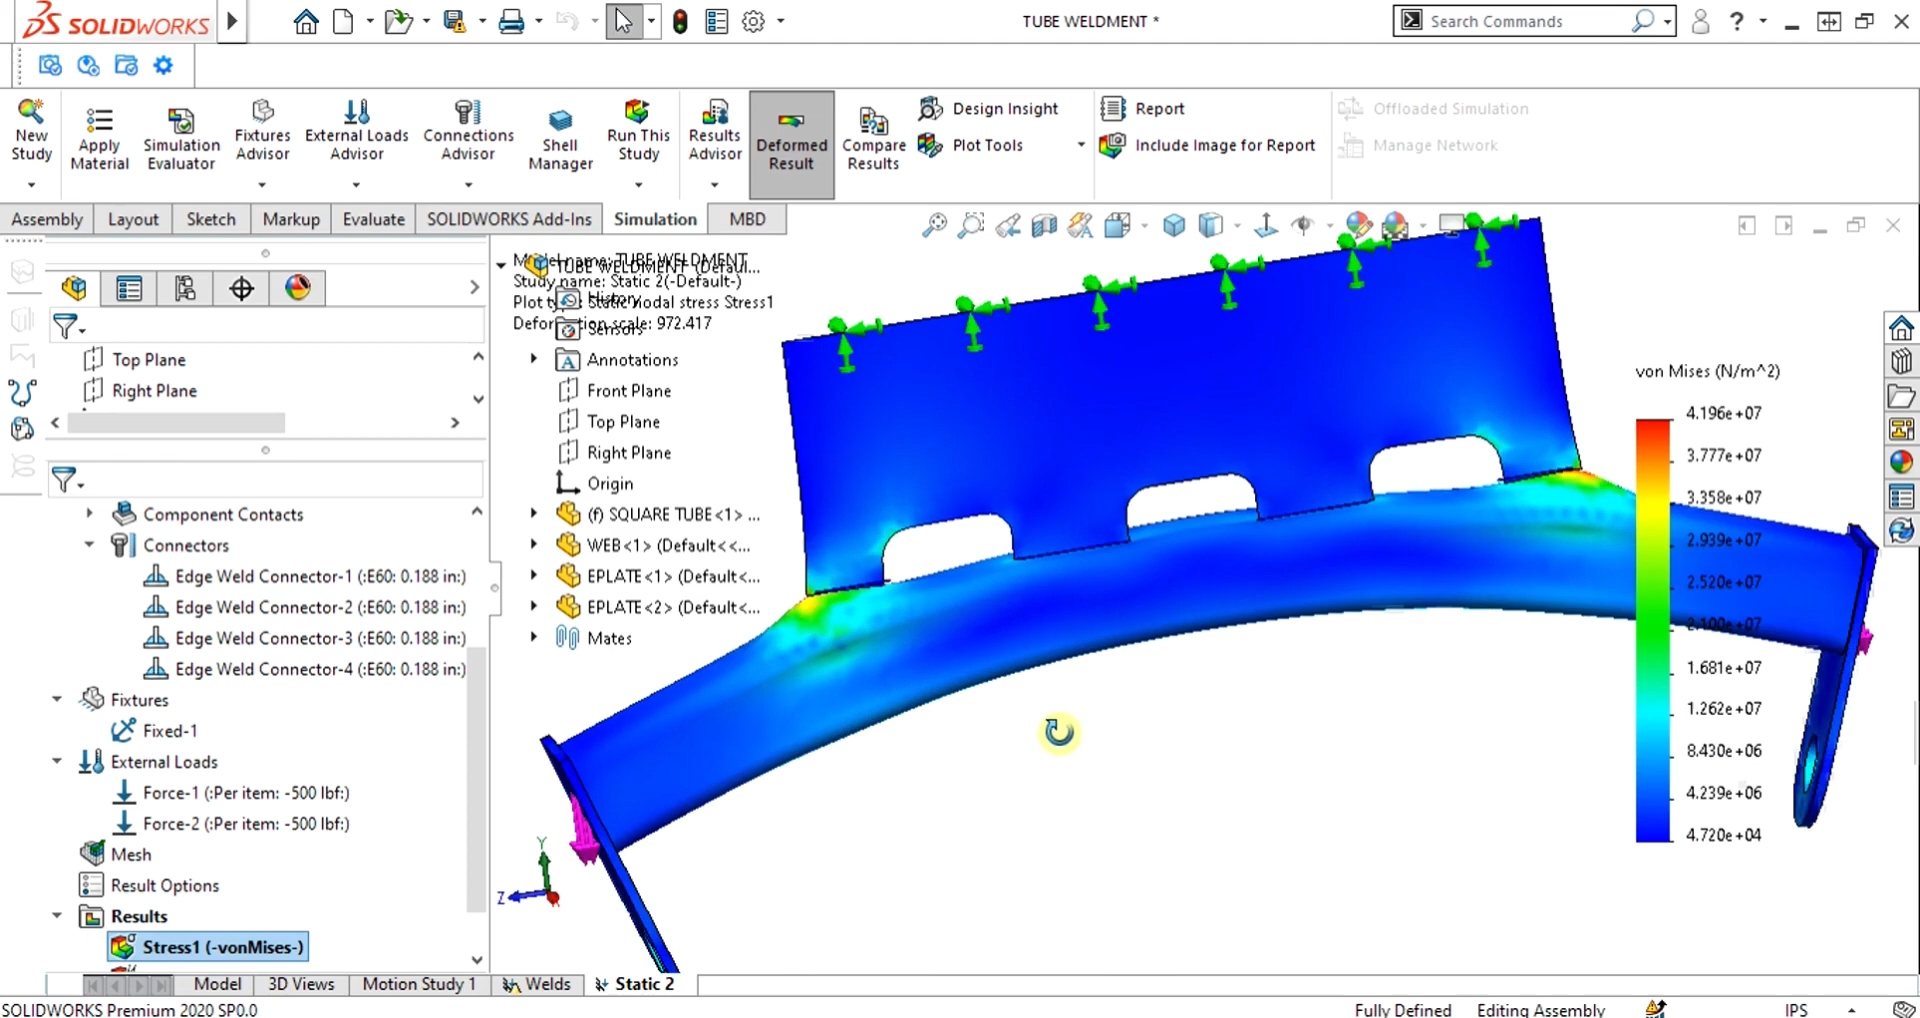 SOLIDWORKS
TUBE WELDMENT *
Search Commands
?
New Study
Apply Material
Simulation Evaluator
Fixtures Advisor
External Loads Advisor
Connections Advisor
Shell Manager
Run This Study
Results Advisor
Deformed Result
Compare Results
Design Insight
Plot Tools
Report
Include Image for Report
Offloaded Simulation
Manage Network
Assembly
Layout
Sketch
Markup
Evaluate
SOLIDWORKS Add-Ins
Simulation
MBD
Top Plane
Right Plane
Component Contacts
Connectors
Edge Weld Connector-1 (:E60: 0.188 in:)
Edge Weld Connector-2 (:E60: 0.188 in:)
Edge Weld Connector-3 (:E60: 0.188 in:)
Edge Weld Connector-4 (:E60: 0.188 in:)
Fixtures
Fixed-1
External Loads
Force-1 (:Per item: -500 lbf:)
Force-2 (:Per item: -500 lbf:)
Mesh
Result Options
Results
Stress1 (-vonMises-)
Model name: TUBE WELDMENT
TUBE WELDMENT (Defaul...
Study name: Static 2(-Default-)
History
Plot type: Static nodal stress Stress1
Deformation scale: 972.417
Sensors
Annotations
Front Plane
Top Plane
Right Plane
Origin
(f) SQUARE TUBE<1> ...
WEB<1> (Default<<...
EPLATE<1> (Default<...
EPLATE<2> (Default<...
Mates
Y
Z
von Mises (N/m^2)
4.196e+07
3.777e+07
3.358e+07
2.939e+07
2.520e+07
2.100e+07
1.681e+07
1.262e+07
8.430e+06
4.239e+06
4.720e+04
Model
3D Views
Motion Study 1
Welds
Static 2
SOLIDWORKS Premium 2020 SP0.0
Fully Defined
Editing Assembly
IPS